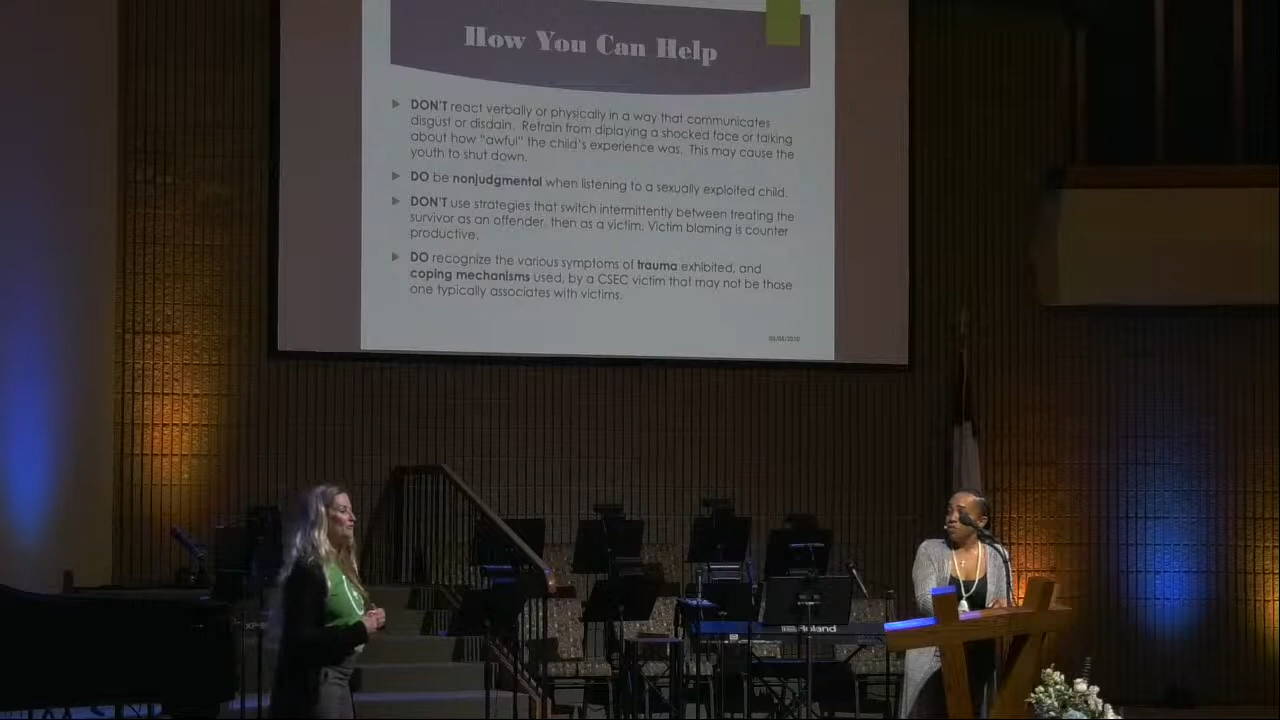 How You Can Help
DON'T react verbally or physically in a way that communicates
disgust or disdain. Refrain from diplaying a shocked face or talking
about how "awful" the child's experience was. This may cause the
youth to shut down.
DO be nonjudgmental when listening to a sexually exploited child.
DON'T use strategies that switch intermittently between treating the
survivor as an offender, then as a victim. Victim blaming is counter
productive.
DO recognize the various symptoms of trauma exhibited, and
coping mechanisms used, by a CSEC victim that may not be those
one typically associates with victims.
Roland